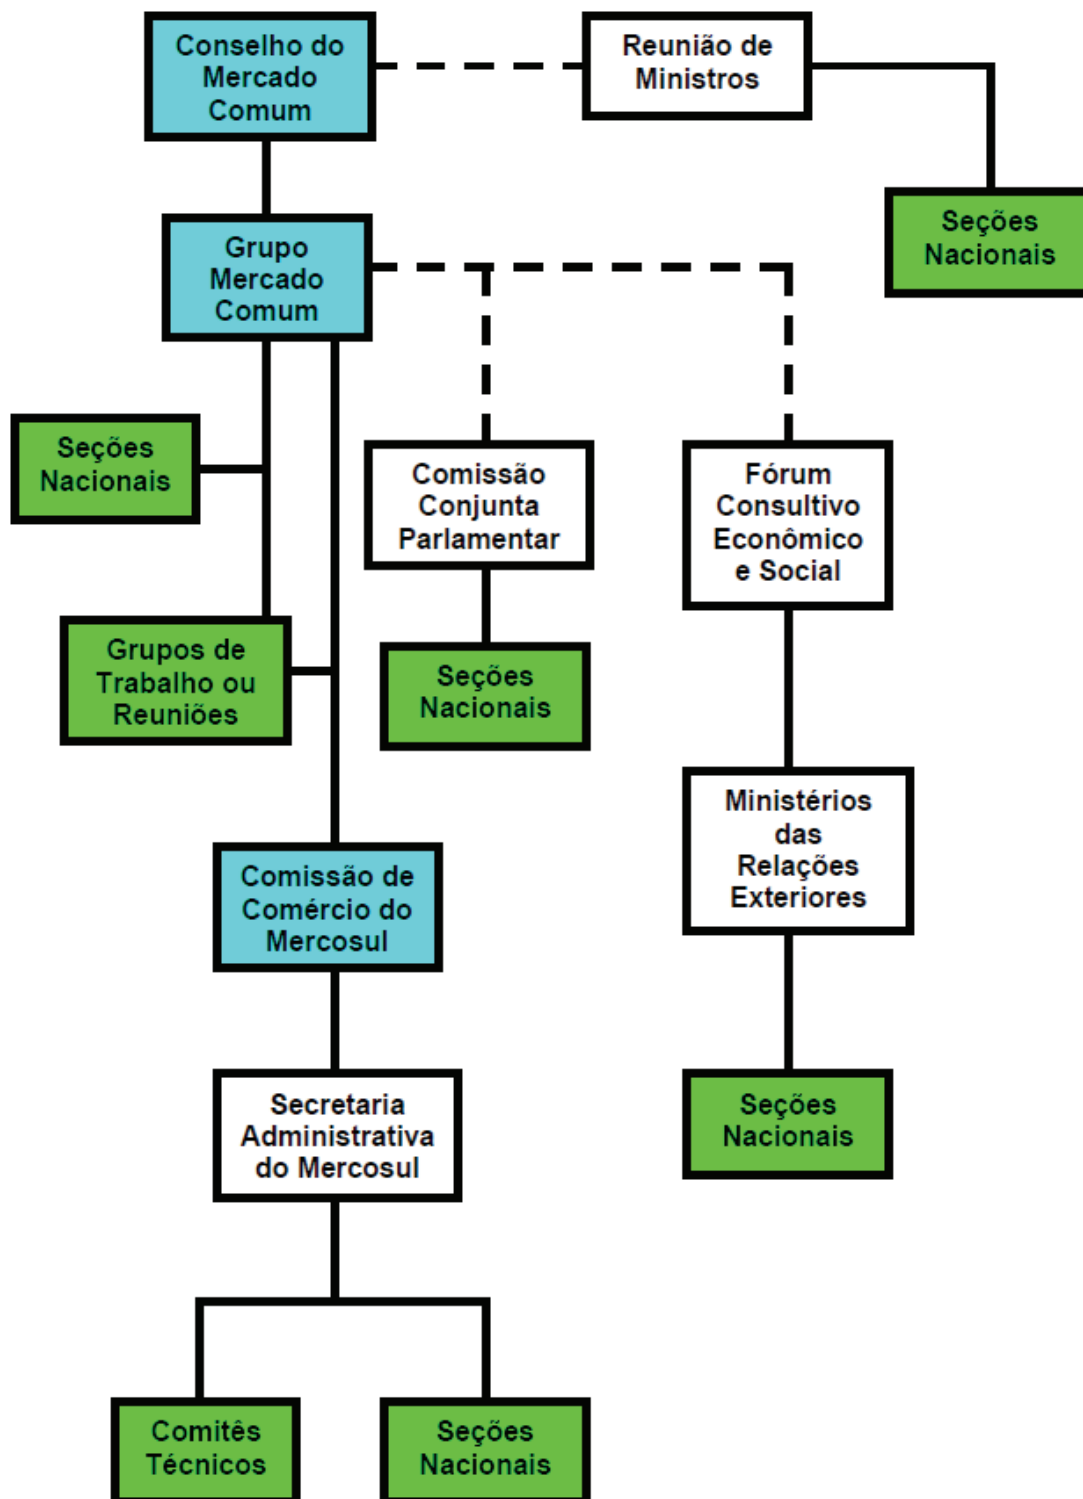 Conselho do
Mercado
Comum
Reunião de
Ministros
Seções
Nacionais
Grupo
Mercado
Comum
Seções
Nacionais
Comissão
Conjunta
Parlamentar
Fórum
Consultivo
Econômico
e Social
Grupos de
Trabalho ou
Reuniões
Seções
Nacionais
Ministérios
das
Relações
Exteriores
Comissão de
Comércio do
Mercosul
Secretaria
Administrativa
do Mercosul
Seções
Nacionais
Comitês
Técnicos
Seções
Nacionais